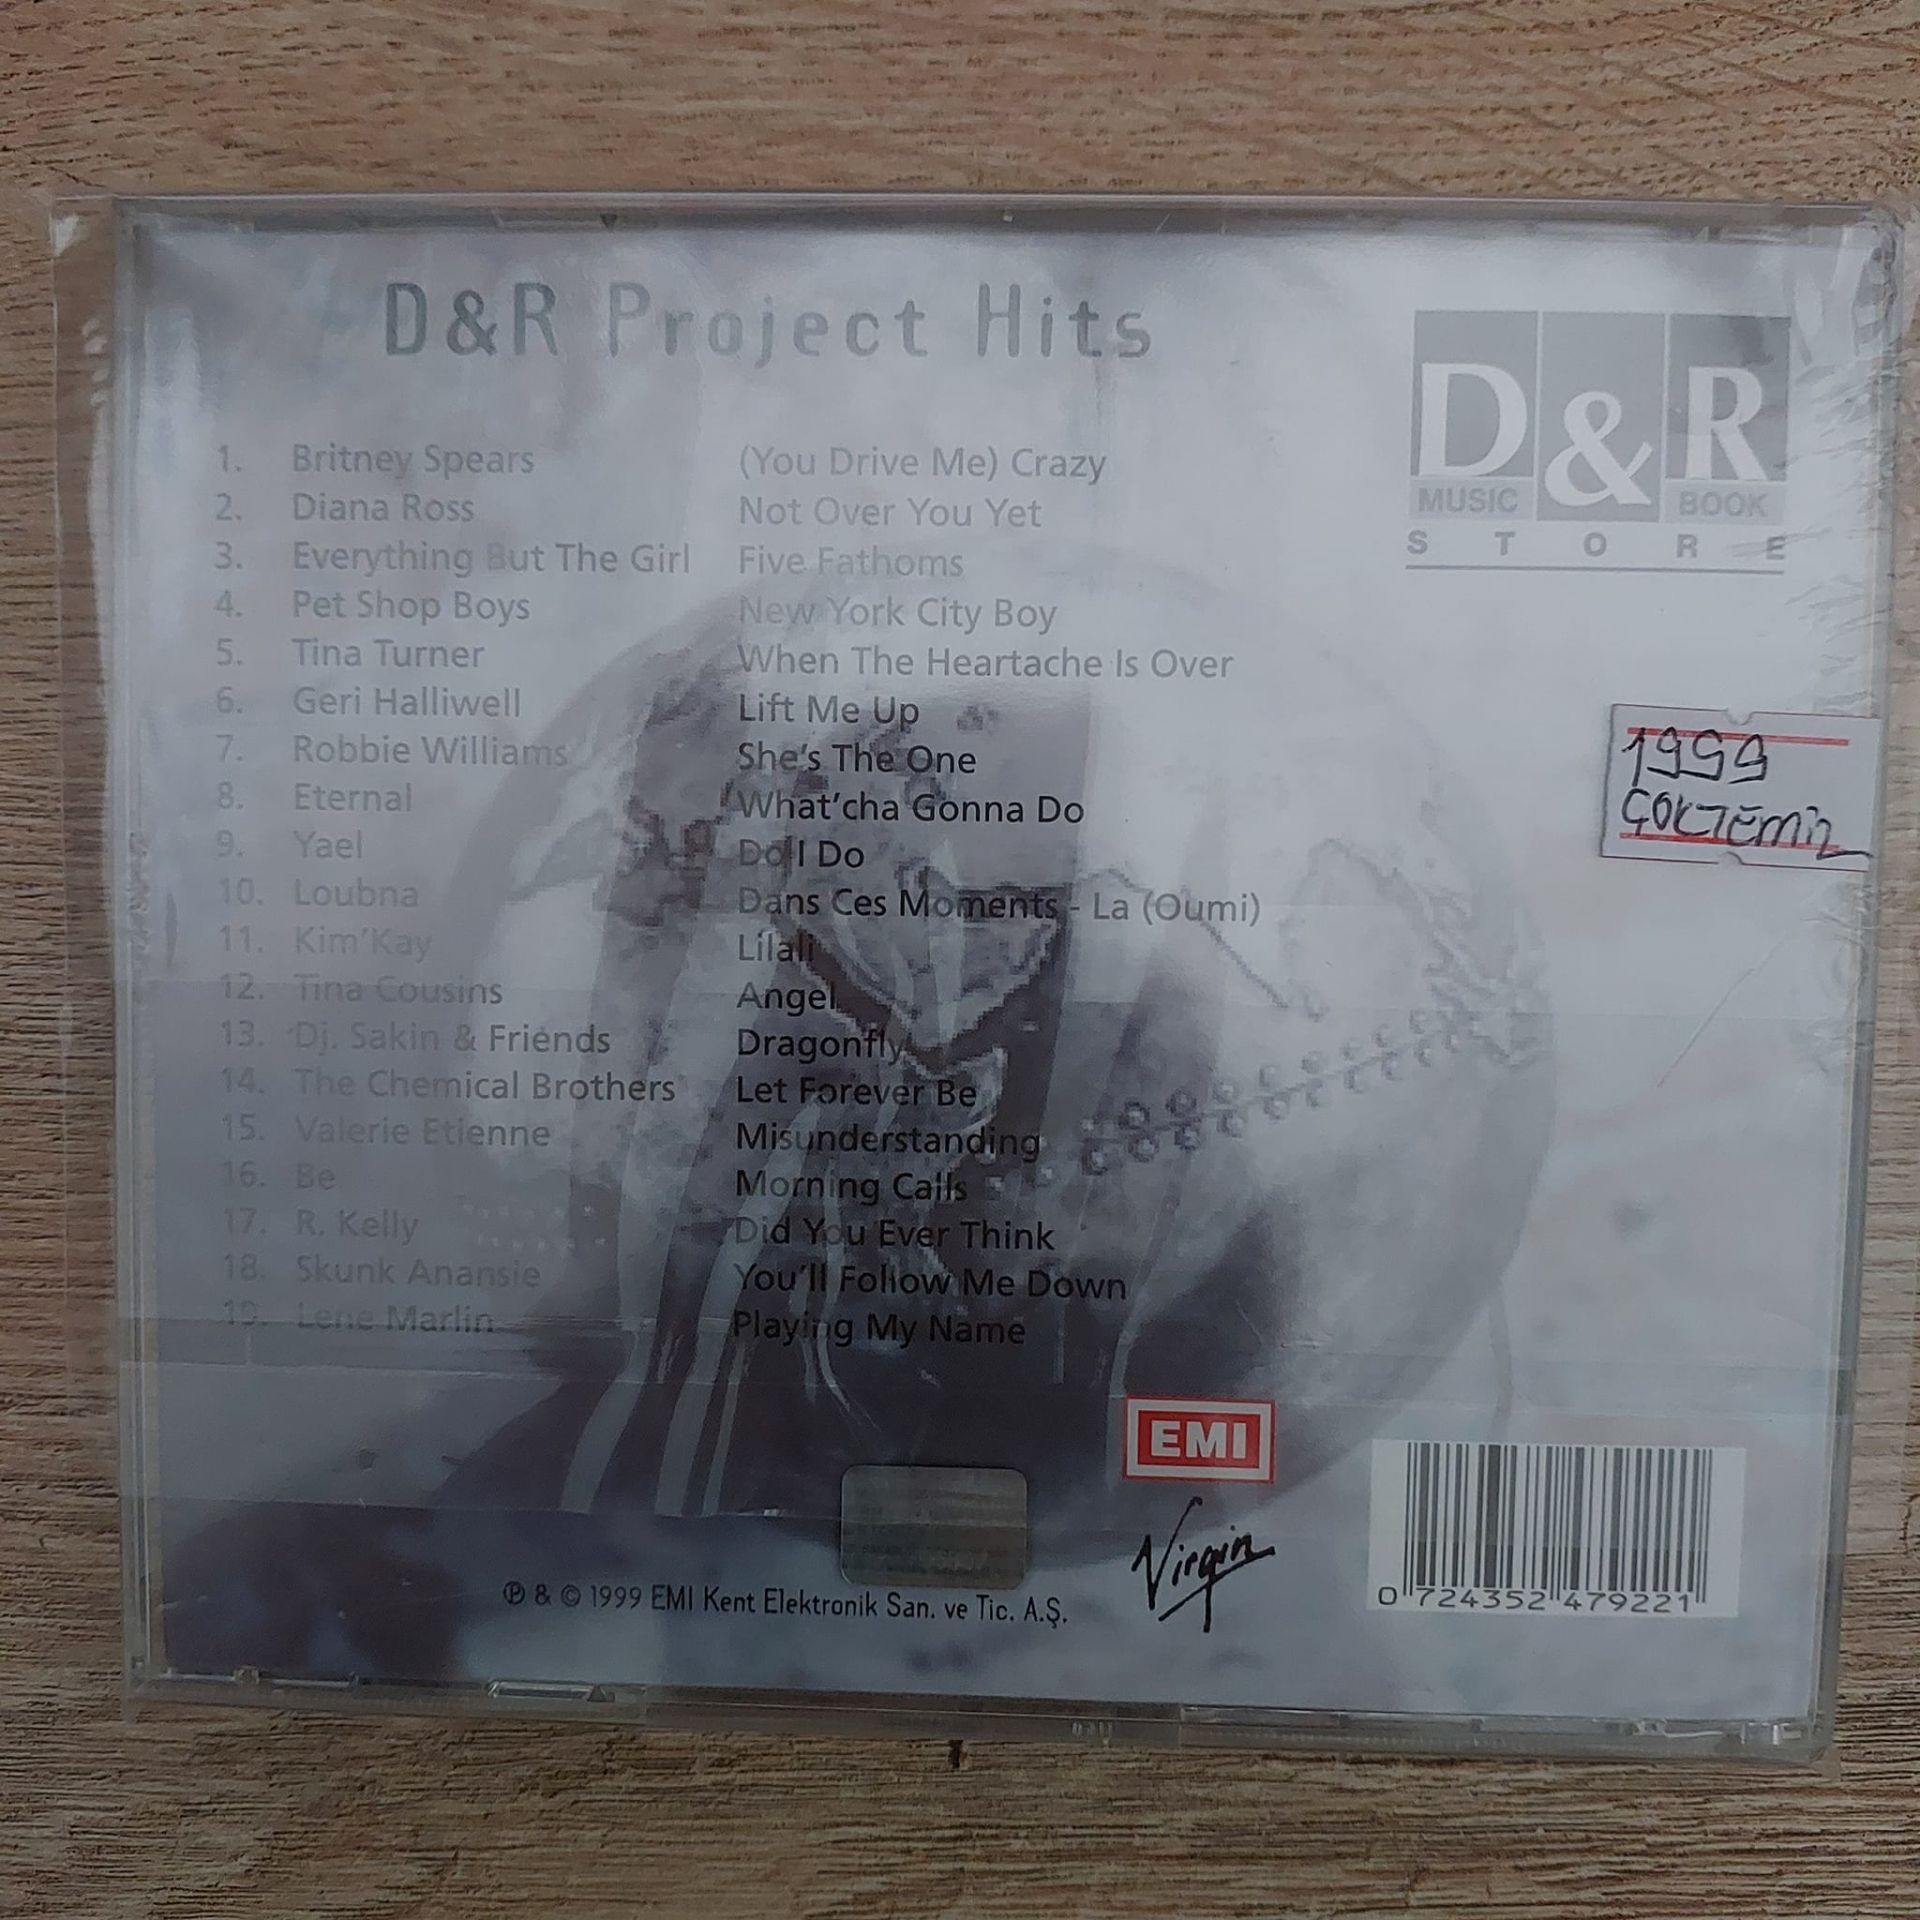 D&R Project Hits
D&R
MUSIC BOOK
STORE
1. Britney Spears (You Drive Me) Crazy
2. Diana Ross Not Over You Yet
3. Everything But The Girl Five Fathoms
4. Pet Shop Boys New York City Boy
5. Tina Turner When The Heartache Is Over
6. Geri Halliwell Lift Me Up
7. Robbie Williams She's The One
8. Eternal What'cha Gonna Do
9. Yael Do I Do
10. Loubna Dans Ces Moments - La (Oumi)
11. Kim'Kay Lilali
12. Tina Cousins Angel
13. Dj. Sakin & Friends Dragonfly
14. The Chemical Brothers Let Forever Be
15. Valerie Etienne Misunderstanding
16. Be Morning Calls
17. R. Kelly Did You Ever Think
18. Skunk Anansie You'll Follow Me Down
19. Lene Marlin Playing My Name
1999
ÇOKTEMİZ
EMI
Virgin
℗ & © 1999 EMI Kent Elektronik San. ve Tic. A.Ş.
0 724352 479221